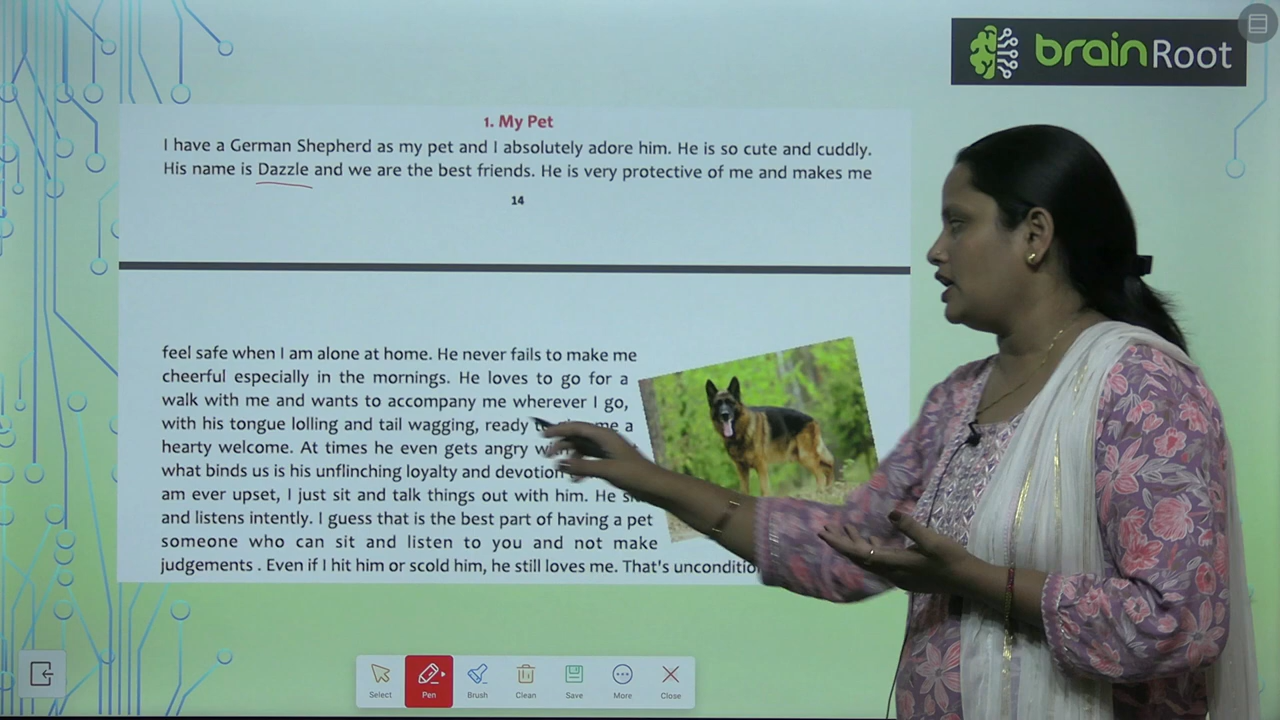 brainRoot
1. My Pet
I have a German Shepherd as my pet and I absolutely adore him. He is so cute and cuddly.
His name is Dazzle and we are the best friends. He is very protective of me and makes me
14
feel safe when I am alone at home. He never fails to make me
cheerful especially in the mornings. He loves to go for a
walk with me and wants to accompany me wherever I go,
with his tongue lolling and tail wagging, ready me a
hearty welcome. At times he even gets angry
what binds us is his unflinching loyalty and devotion
am ever upset, I just sit and talk things out with him. He
and listens intently. I guess that is the best part of having a pet
someone who can sit and listen to you and not make
judgements . Even if I hit him or scold him, he still loves me. That's
Select Pen Brush Clean Save More Close